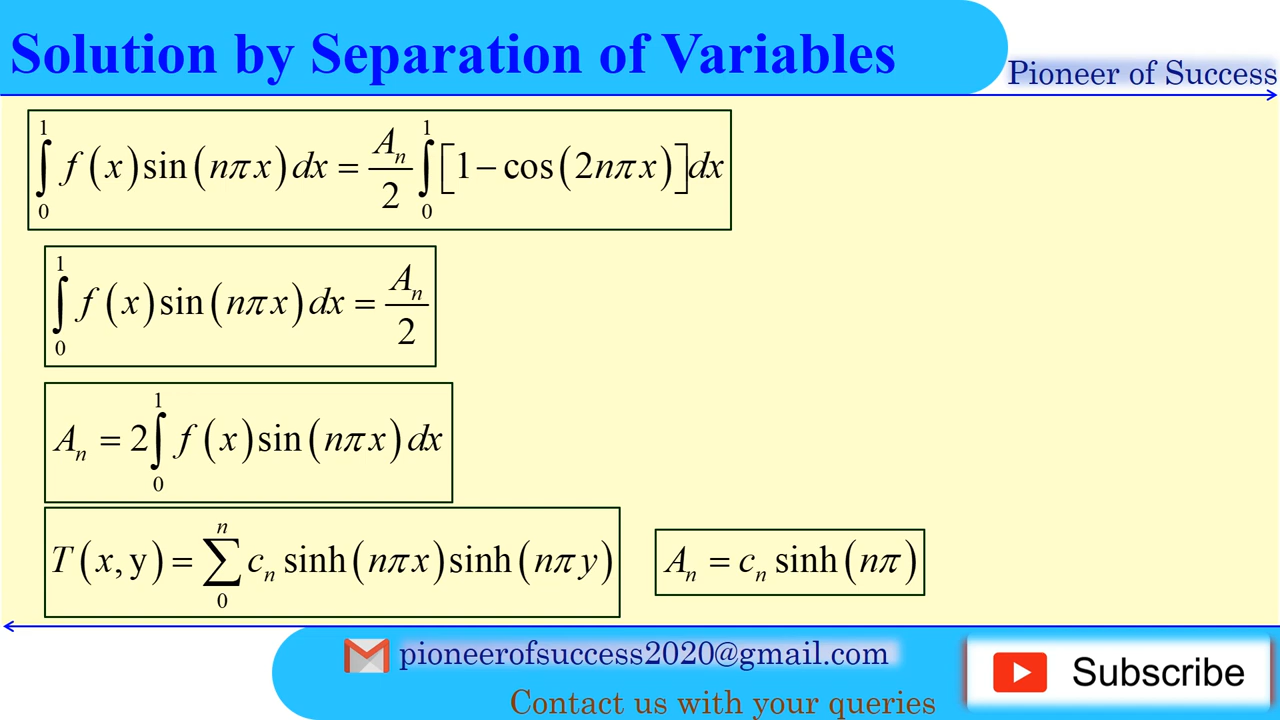 Solution by Separation of Variables
Pioneer of Success
∫₀¹ f(x) sin(nπx) dx = Aₙ/2 ∫₀¹ [1 − cos(2nπx)] dx
∫₀¹ f(x) sin(nπx) dx = Aₙ/2
Aₙ = 2 ∫₀¹ f(x) sin(nπx) dx
T(x, y) = ∑₀ⁿ cₙ sinh(nπx) sinh(nπy)
Aₙ = cₙ sinh(nπ)
pioneerofsuccess2020@gmail.com
Contact us with your queries
Subscribe